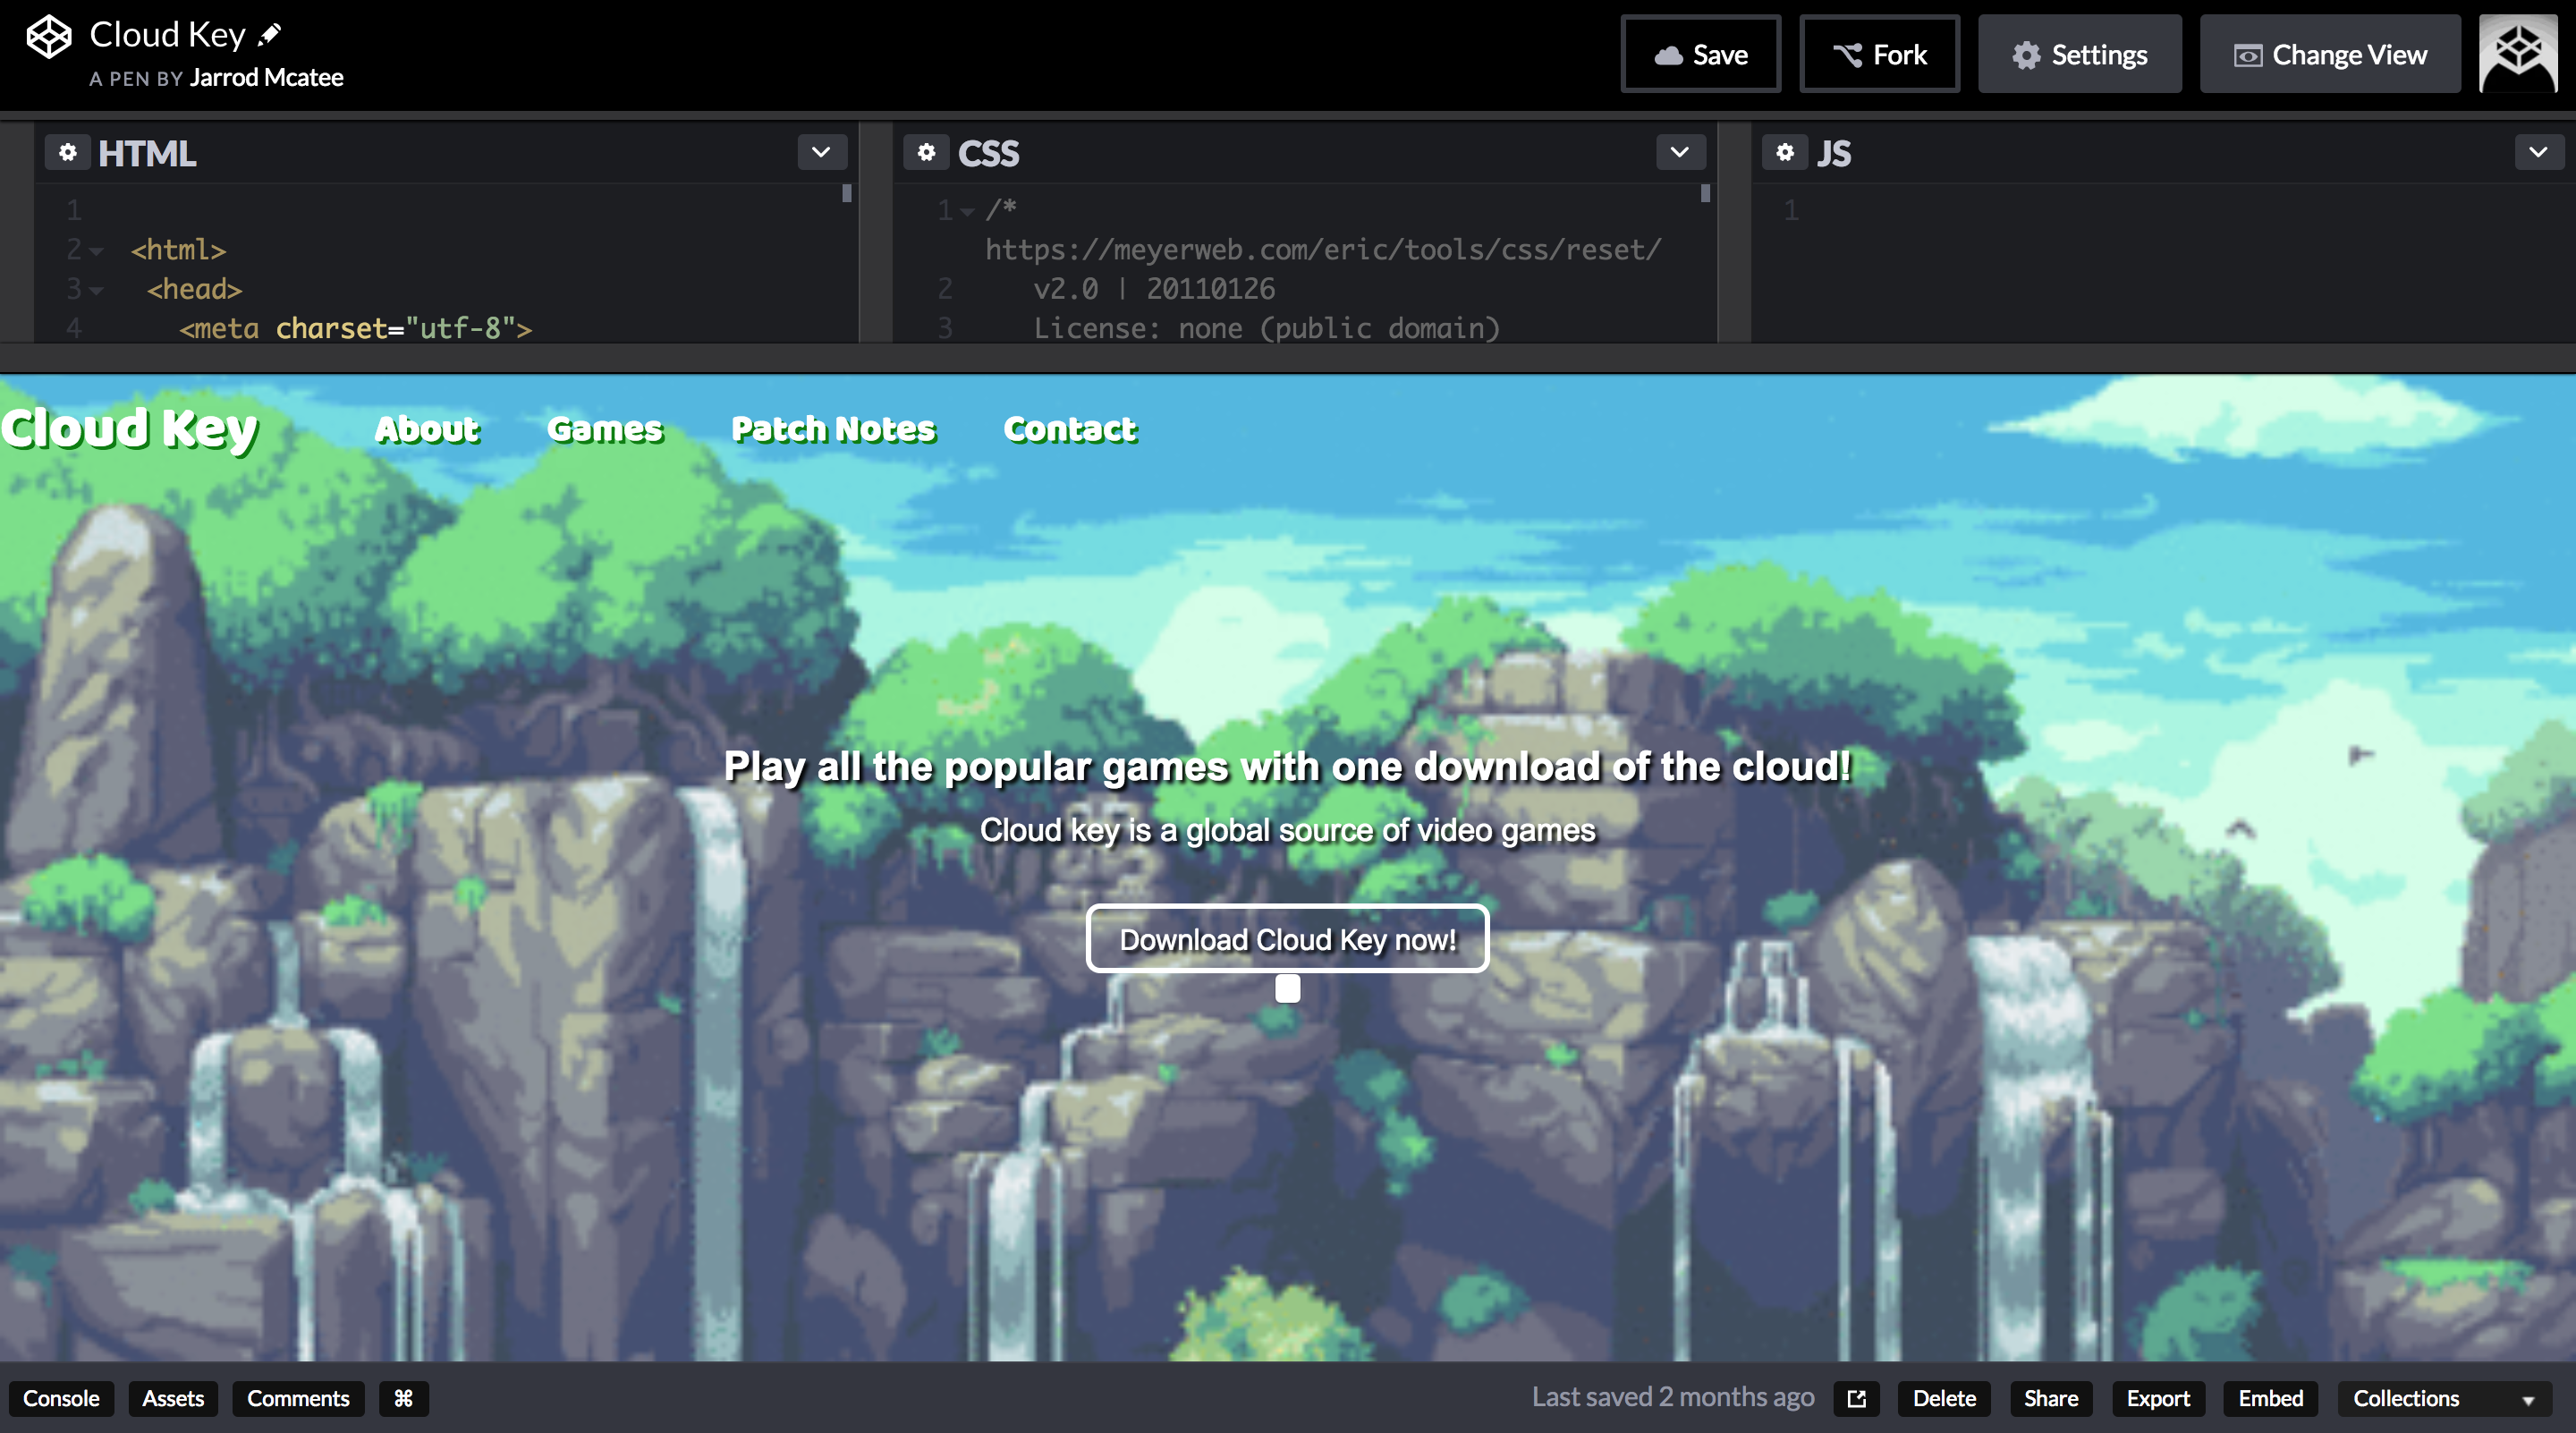 Cloud Key
A PEN BY Jarrod Mcatee
Save
Fork
Settings
Change View
HTML
1
2 <html>
3 <head>
4 <meta charset="utf-8">
CSS
1 /*
https://meyerweb.com/eric/tools/css/reset/
2 v2.0 | 20110126
3 License: none (public domain)
JS
1
Cloud Key About Games Patch Notes Contact
Play all the popular games with one download of the cloud!
Cloud key is a global source of video games
Download Cloud Key now!
Console Assets Comments ⌘
Last saved 2 months ago Delete Share Export Embed Collections